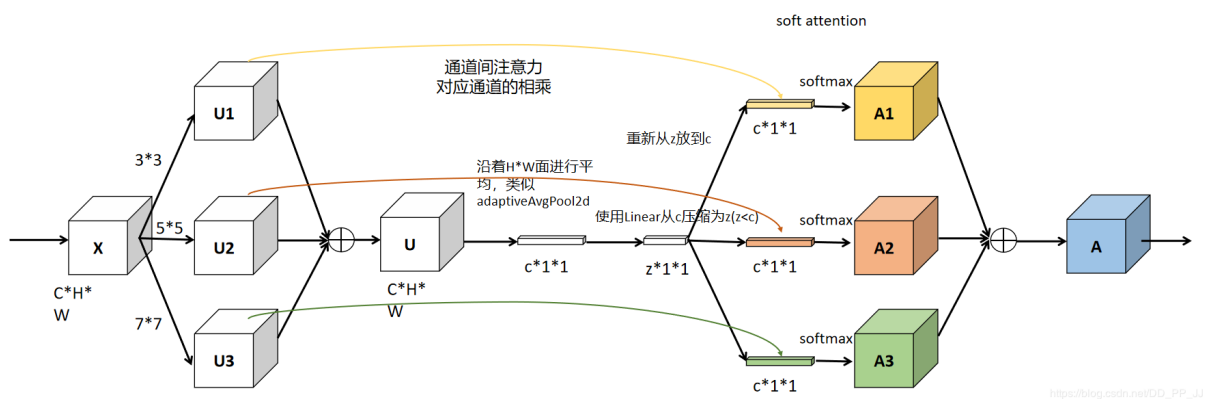 soft attention
通道间注意力
对应通道的相乘
softmax
U1
A1
c*1*1
重新从z放到c
3*3
沿着H*W面进行平
均，类似
adaptiveAvgPool2d
使用Linear从c压缩为z(z<c)
5*5
softmax
X
U2
U
A2
A
c*1*1
z*1*1
c*1*1
C*H*
W
C*H*
W
7*7
softmax
U3
A3
c*1*1
https://blog.csdn.net/DD_PP_JJ